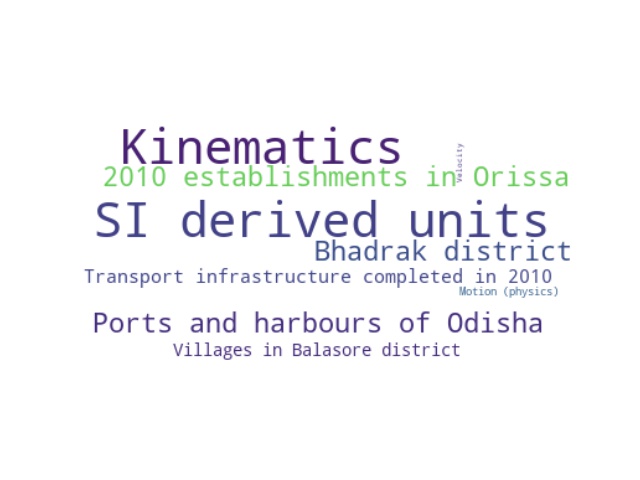 Kinematics
Velocity
2010 establishments in Orissa
SI derived units
Bhadrak district
Transport infrastructure completed in 2010
Motion (physics)
Ports and harbours of Odisha
Villages in Balasore district